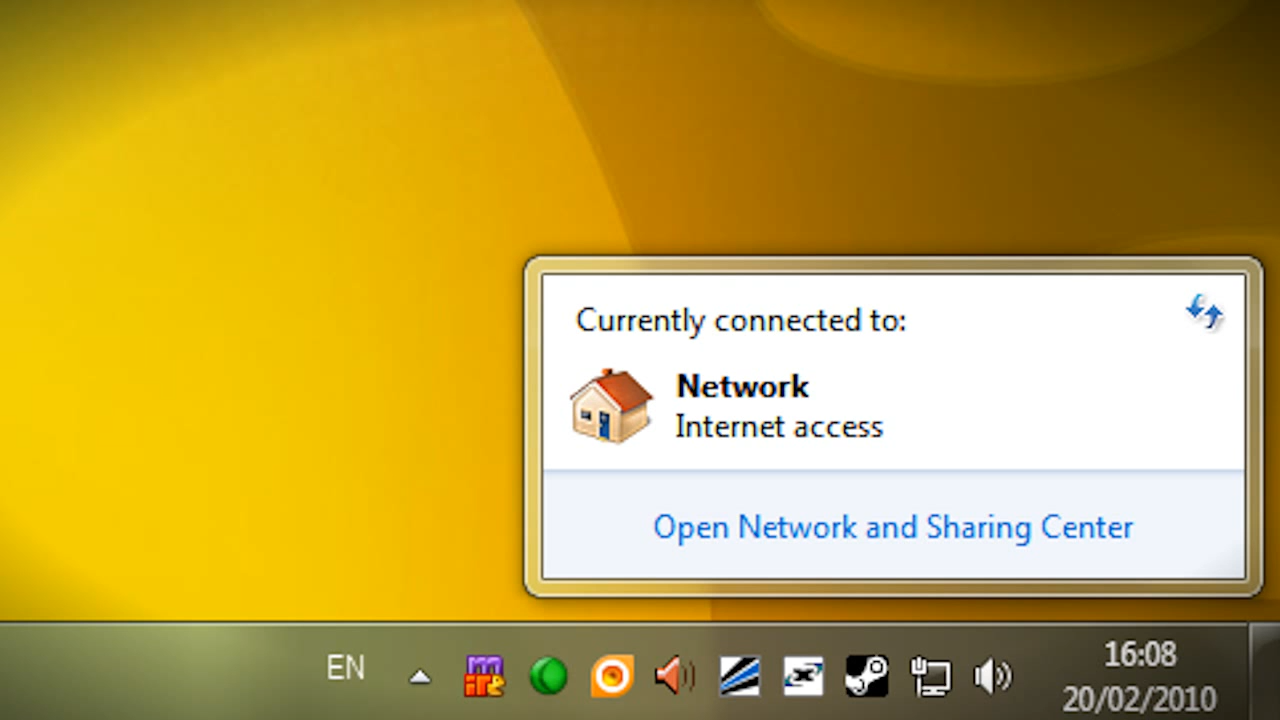 Currently connected to:
Network
Internet access
Open Network and Sharing Center
EN
16:08
20/02/2010